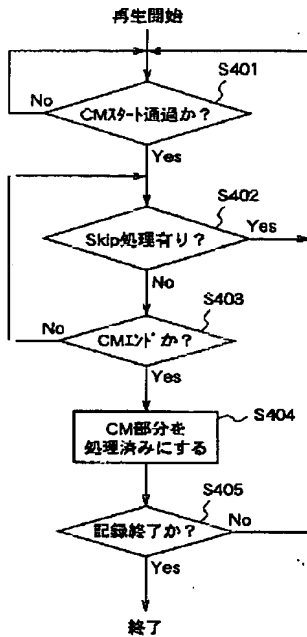 再生開始
S401
No
CMスタート通過か?
Yes
S402
Skip処理有り?
Yes
No
S403
No
CMエンドか?
Yes
S404
CM部分を
処理済みにする
S405
記録終了か?
No
Yes
終了